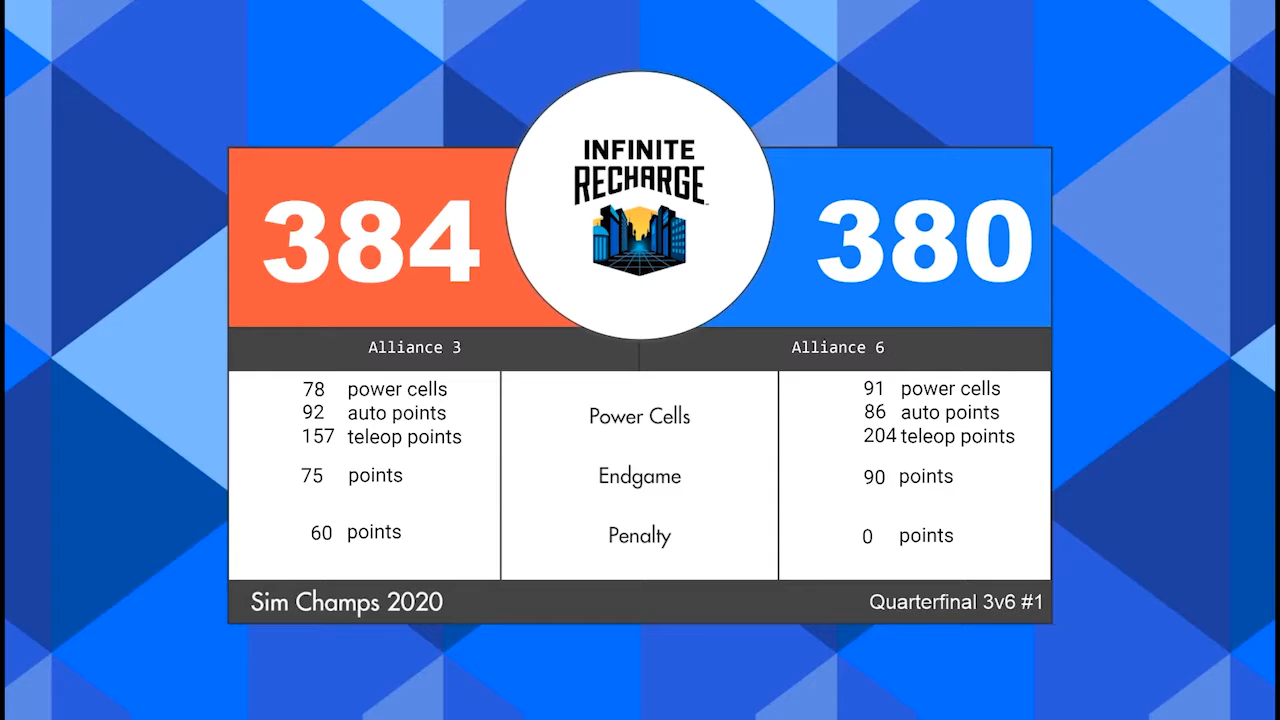 INFINITE
RECHARGE
384
380
Alliance 3
Alliance 6
78 power cells
92 auto points
157 teleop points
75 points
60 points
Power Cells
Endgame
Penalty
91 power cells
86 auto points
204 teleop points
90 points
0 points
Sim Champs 2020
Quarterfinal 3v6 #1